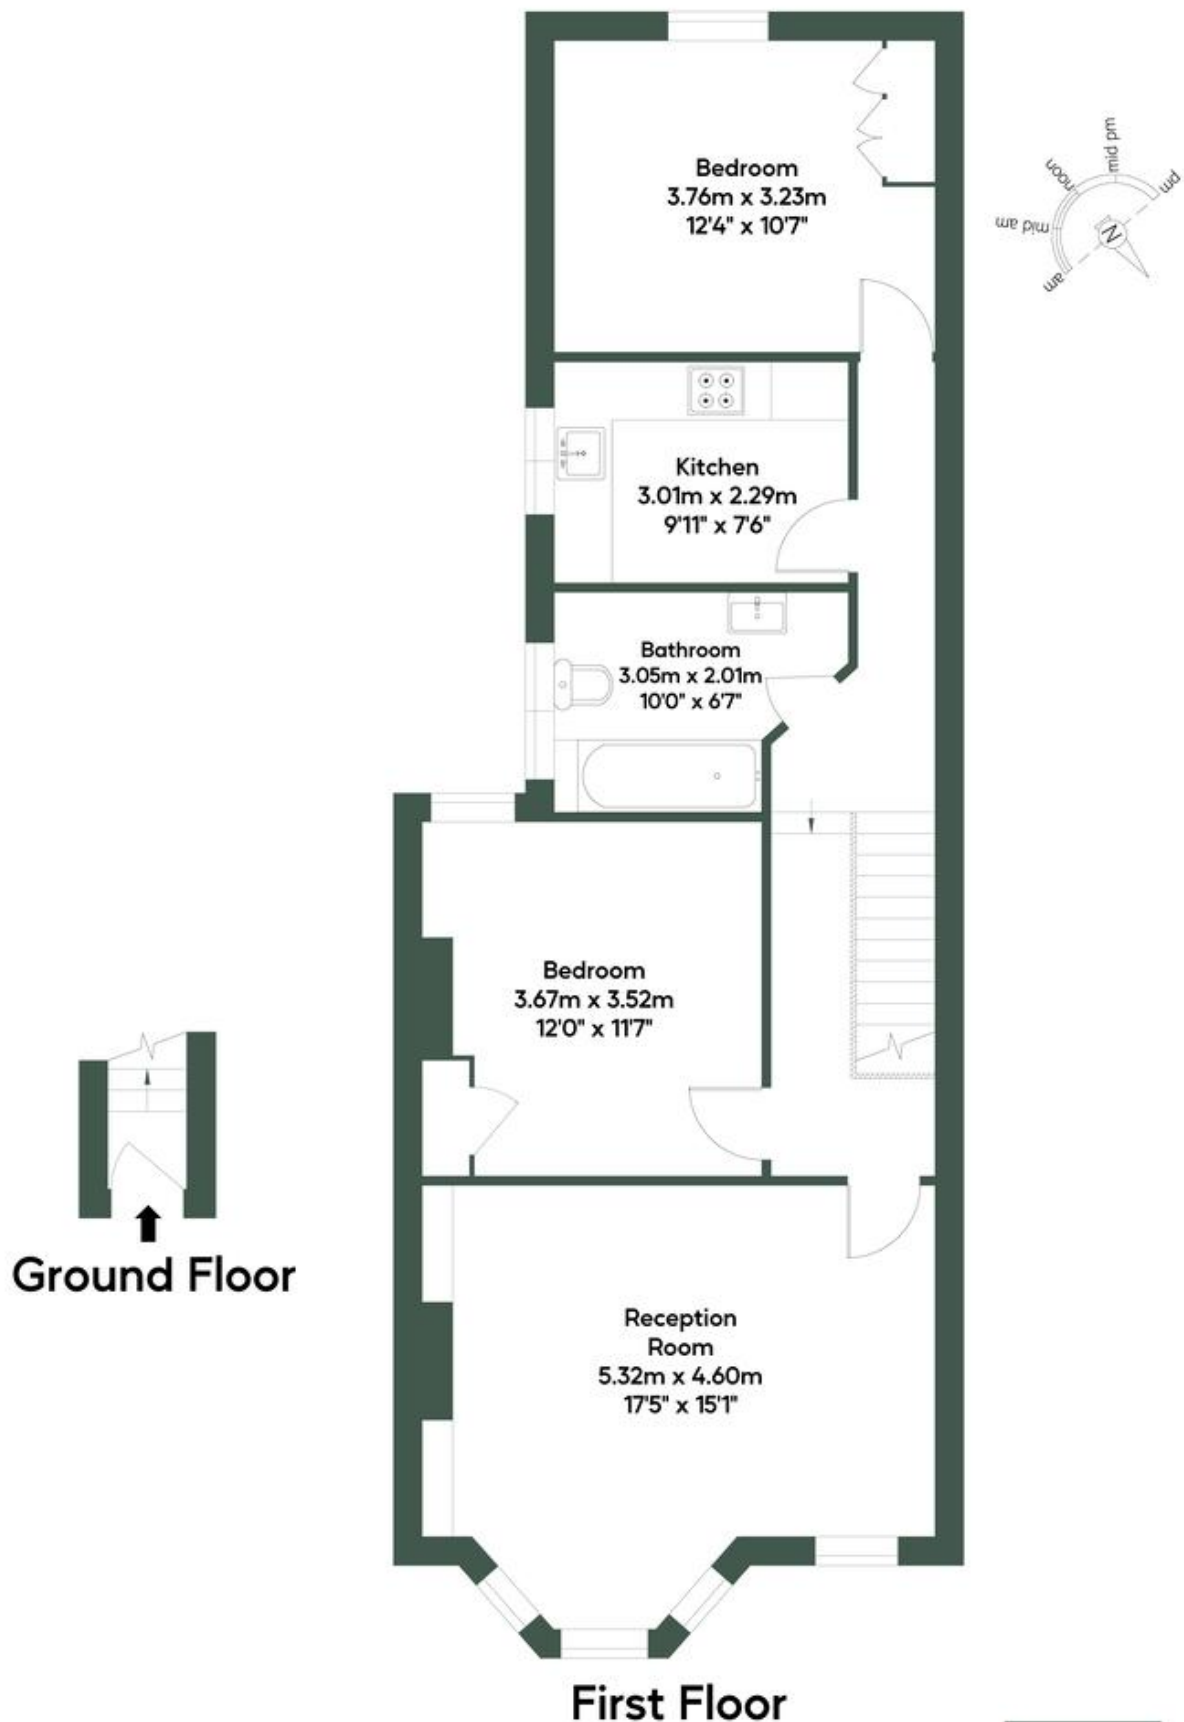 Bedroom
3.76m x 3.23m
12'4" x 10'7"
noon
mid pm
pm
mid am
am
N
Kitchen
3.01m x 2.29m
9'11" x 7'6"
Bathroom
3.05m x 2.01m
10'0" x 6'7"
Bedroom
3.67m x 3.52m
12'0" x 11'7"
Ground Floor
Reception
Room
5.32m x 4.60m
17'5" x 15'1"
First Floor